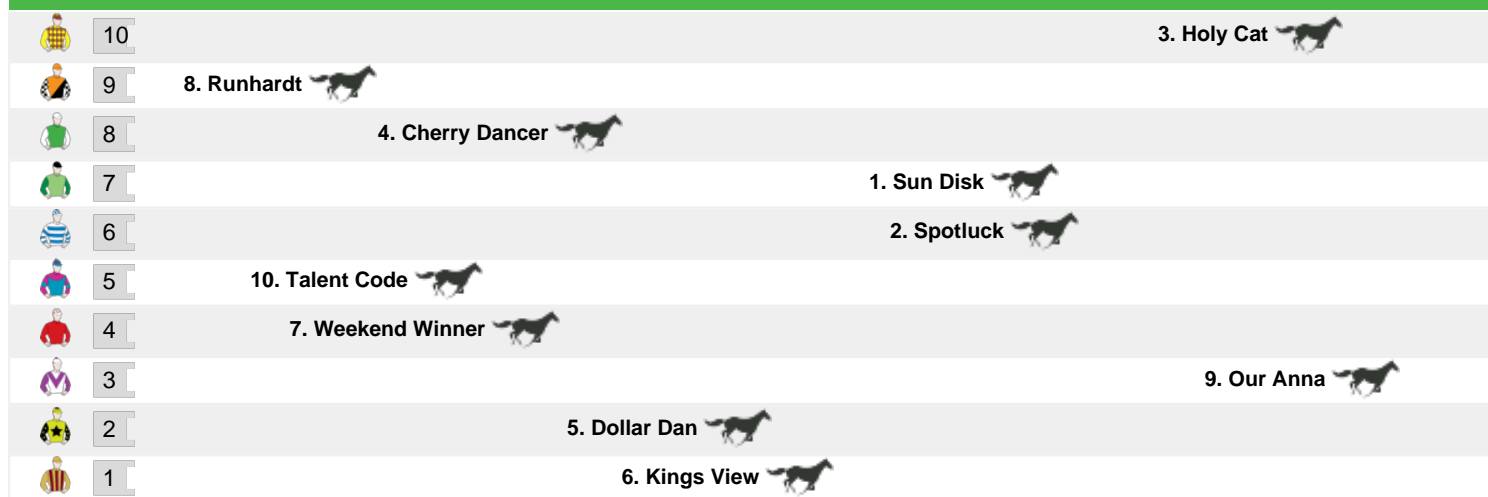 10 3. Holy Cat
9 8. Runhardt
8 4. Cherry Dancer
7 1. Sun Disk
6 2. Spotluck
5 10. Talent Code
4 7. Weekend Winner
3 9. Our Anna
2 5. Dollar Dan
1 6. Kings View